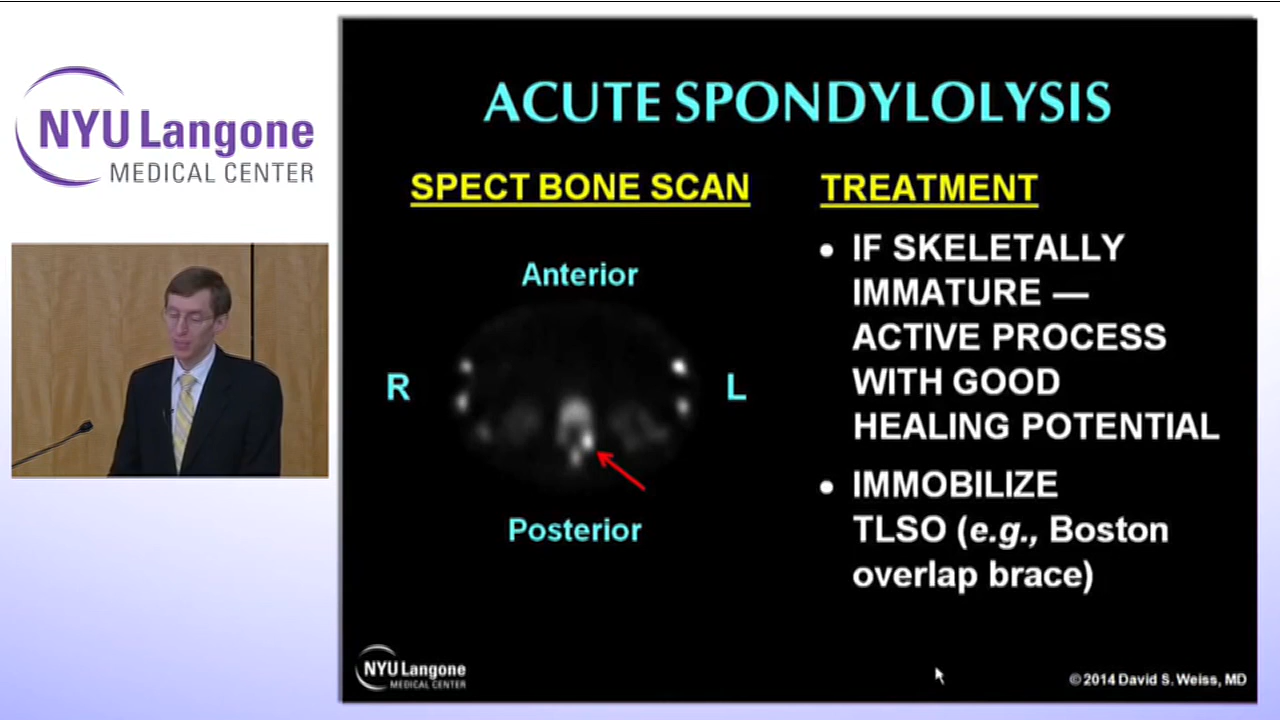 NYU Langone
MEDICAL CENTER
ACUTE SPONDYLOLYSIS
SPECT BONE SCAN
Anterior
R
L
Posterior
TREATMENT
• IF SKELETALLY
IMMATURE —
ACTIVE PROCESS
WITH GOOD
HEALING POTENTIAL
• IMMOBILIZE
TLSO (e.g., Boston
overlap brace)
NYU Langone
MEDICAL CENTER
©2014 David S. Weiss, MD